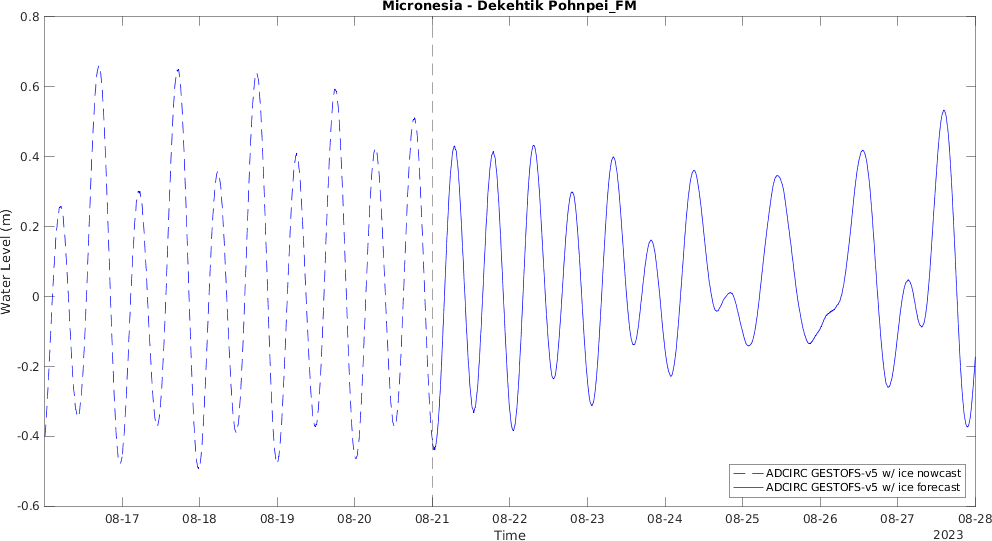 Micronesia - Dekehtik Pohnpei_FM
0.8
0.6
0.4
0.2
0
-0.2
-0.4
-0.6
Water Level (m)
ADCIRC GESTOFS-v5 w/ ice nowcast
ADCIRC GESTOFS-v5 w/ ice forecast
08-17 08-18 08-19 08-20 08-21 08-22 08-23 08-24 08-25 08-26 08-27 08-28
Time
2023